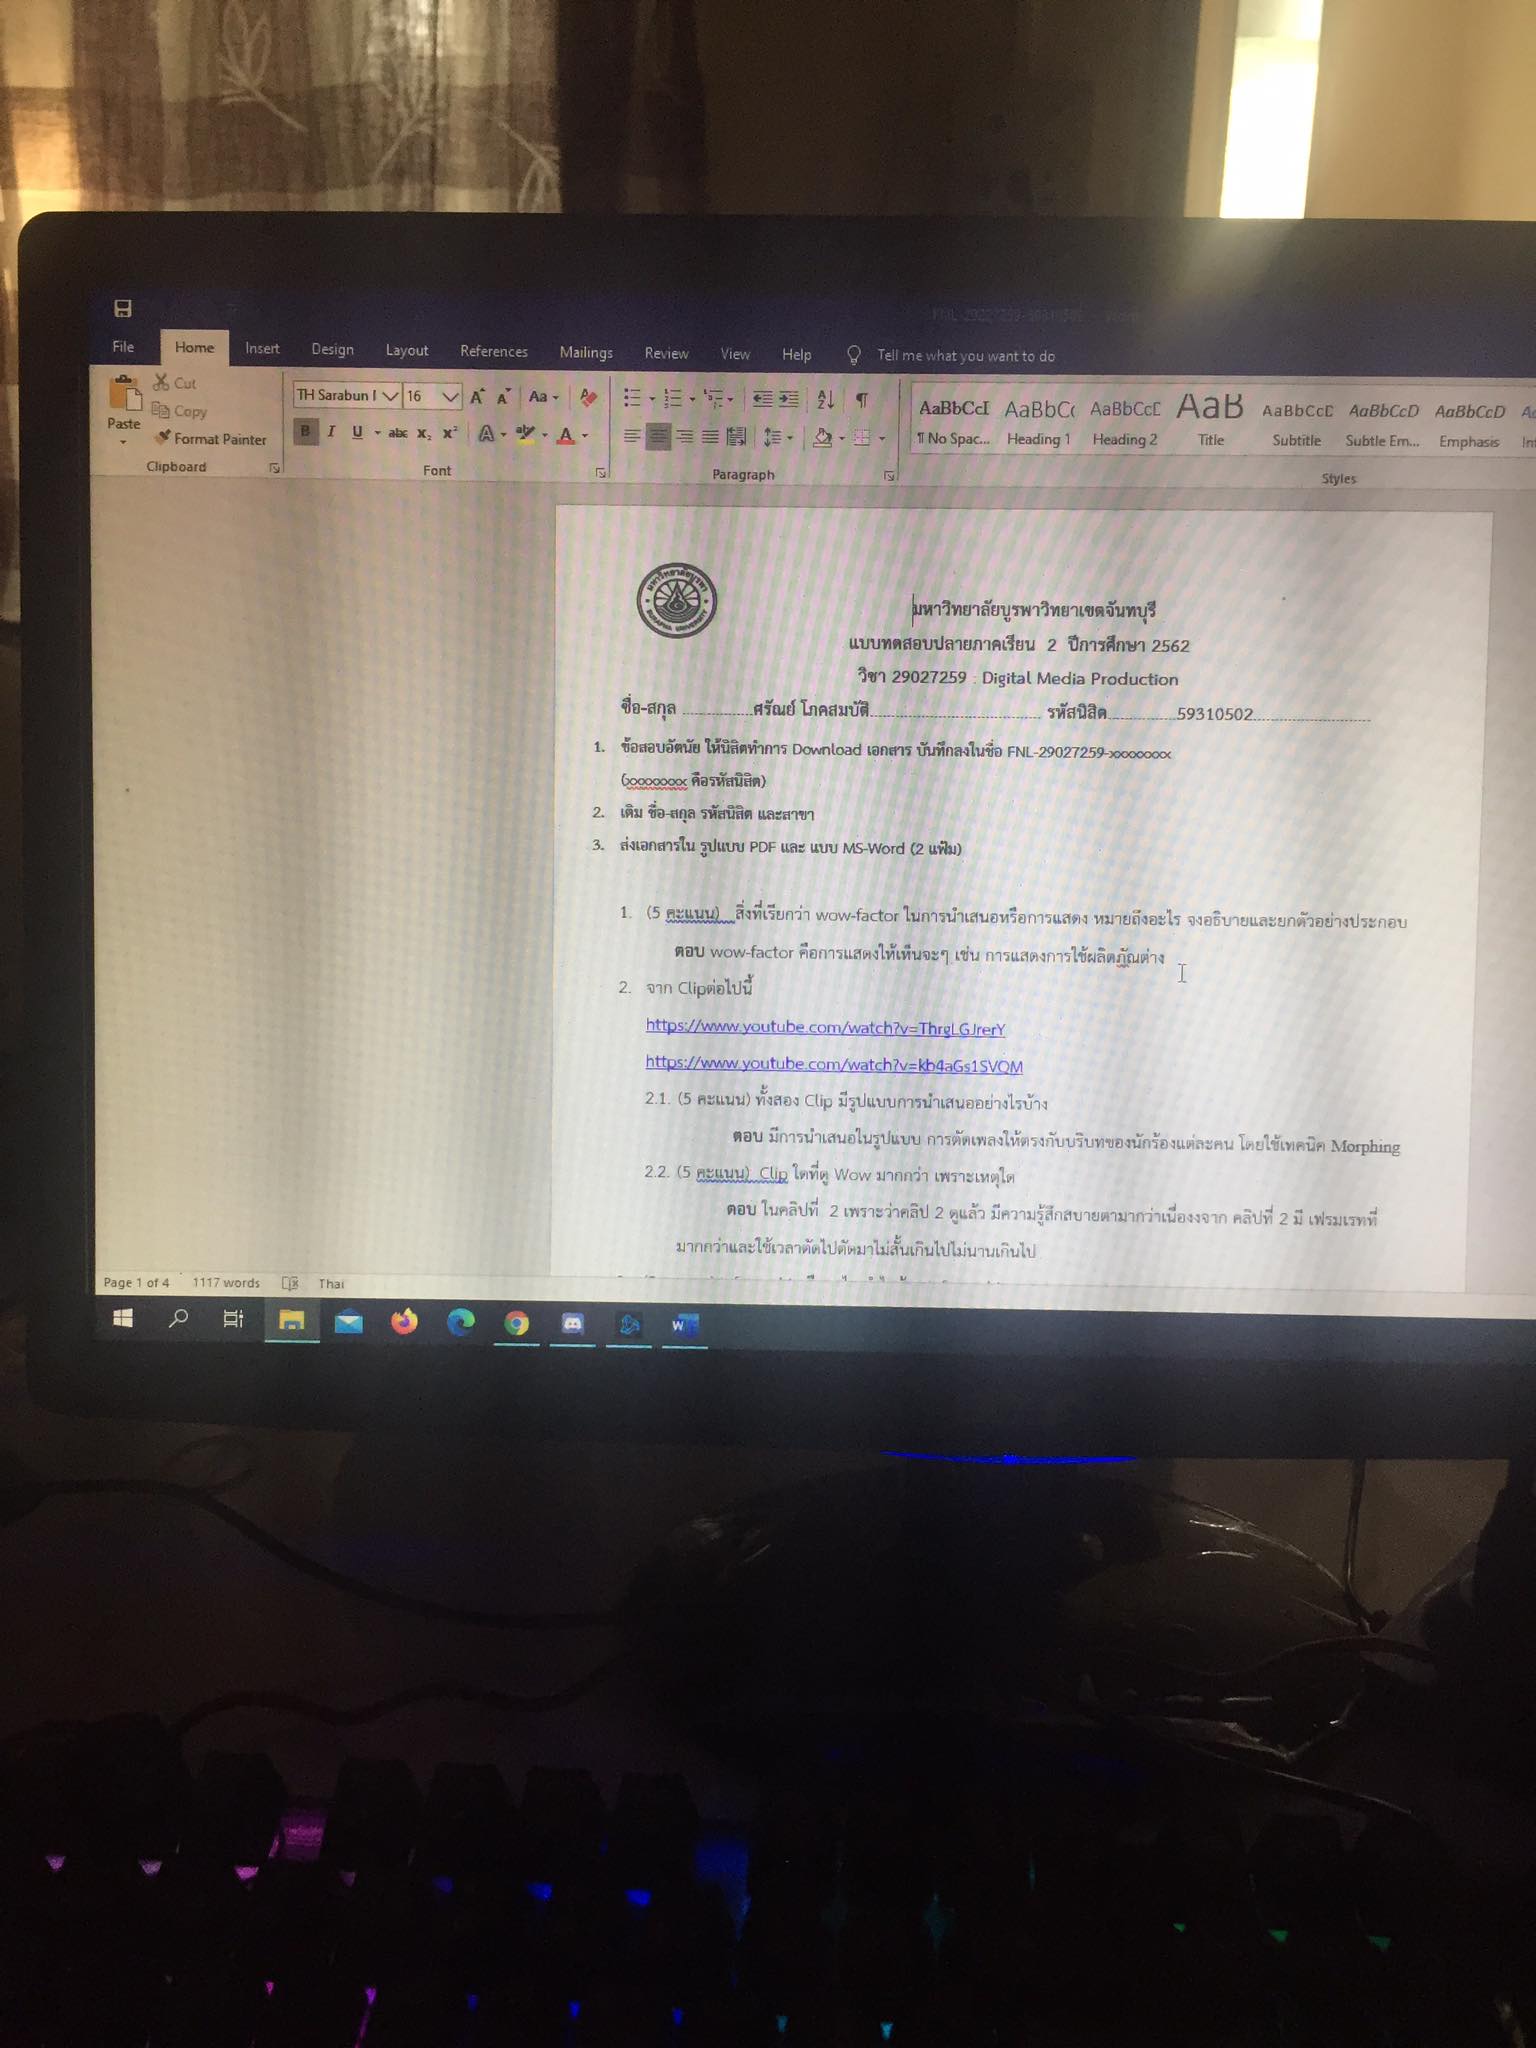 File Home Insert Design Layout References Mailings Review View Help Tell me what you want to do
Cut
Copy
Paste
Format Painter
Clipboard
TH Sarabun 16
Font
Paragraph
AaBbCcI AaBbC AaBbCcD AaB AaBbCcD AaBbCcD AaBbCcD
¶ No Spac... Heading 1 Heading 2 Title Subtitle Subtle Em... Emphasis
Styles
มหาวิทยาลัยบูรพา
BURAPHA UNIVERSITY
มหาวิทยาลัยบูรพาวิทยาเขตจันทบุรี
แบบทดสอบปลายภาคเรียน 2 ปีการศึกษา 2562
วิชา 29027259 : Digital Media Production
ชื่อ-สกุล ศรัณย์ โภคสมบัติ รหัสนิสิต 59310502
1. ข้อสอบอัตนัย ให้นิสิตทำการ Download เอกสาร บันทึกลงในชื่อ FNL-29027259-xxxxxxxx
(xxxxxxxx คือรหัสนิสิต)
2. เติม ชื่อ-สกุล รหัสนิสิต และสาขา
3. ส่งเอกสารใน รูปแบบ PDF และ แบบ MS-Word (2 แฟ้ม)
1. (5 คะแนน) สิ่งที่เรียกว่า wow-factor ในการนำเสนอหรือการแสดง หมายถึงอะไร จงอธิบายและยกตัวอย่างประกอบ
ตอบ wow-factor คือการแสดงให้เห็นจะๆ เช่น การแสดงการใช้ผลิตภัณต่าง
2. จาก Clipต่อไปนี้
https://www.youtube.com/watch?v=ThrgLGJrerY
https://www.youtube.com/watch?v=kb4aGs1SVQM
2.1. (5 คะแนน) ทั้งสอง Clip มีรูปแบบการนำเสนออย่างไรบ้าง
ตอบ มีการนำเสนอในรูปแบบ การตัดเพลงให้ตรงกับบริบทของนักร้องแต่ละคน โดยใช้เทคนิค Morphing
2.2. (5 คะแนน) Clip ใดที่ดู Wow มากกว่า เพราะเหตุใด
ตอบ ในคลิปที่ 2 เพราะว่าคลิป 2 ดูแล้ว มีความรู้สึกสบายตามากว่าเนื่องงจาก คลิปที่ 2 มี เฟรมเรทที่
มากกว่าและใช้เวลาตัดไปตัดมาไม่สั้นเกินไปไม่นานเกินไป
Page 1 of 4 1117 words Thai